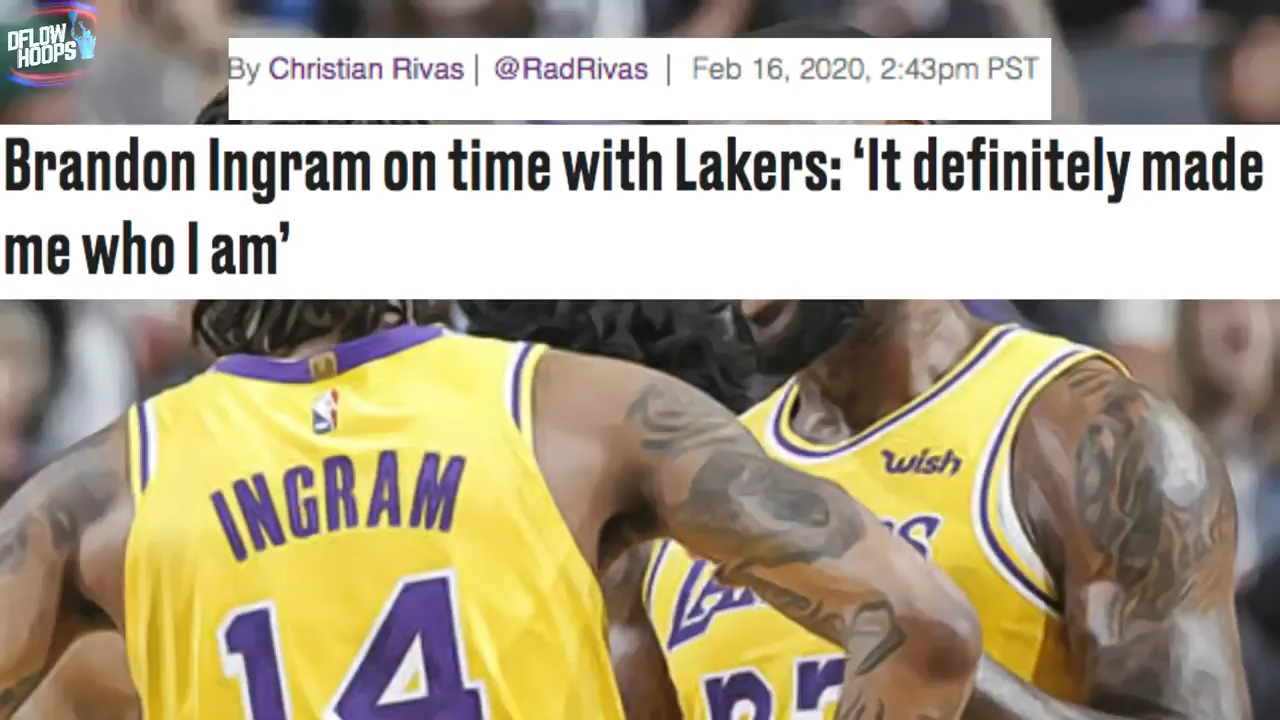 DFLOW
HOOPS
By Christian Rivas | @RadRivas | Feb 16, 2020, 2:43pm PST
Brandon Ingram on time with Lakers: ‘It definitely made
me who I am’
INGRAM
14
wish